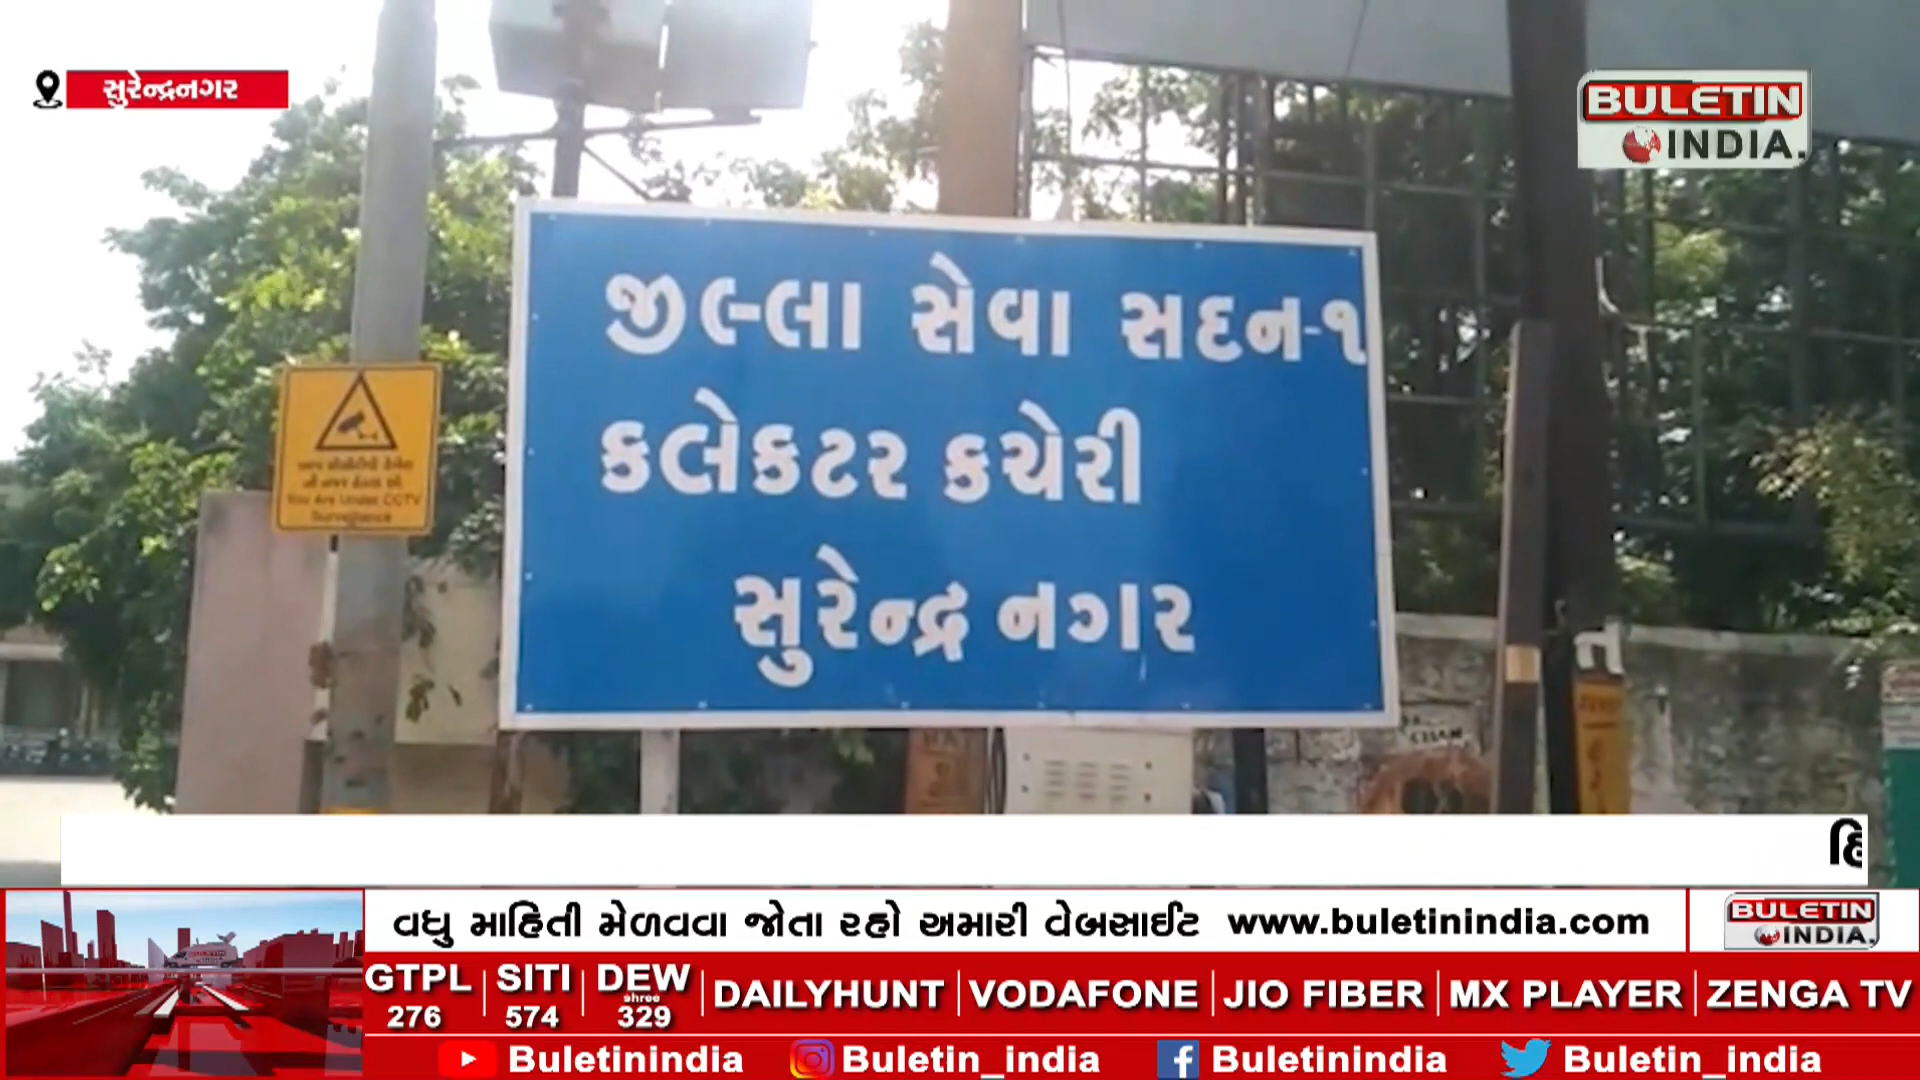 સુરેન્દ્રનગર
BULETIN
INDIA.
જીલ્લા સેવા સદન-૧
કલેકટર કચેરી
સુરેન્દ્ર નગર
You Are Under CCTV
Surveillance
હિ
વધુ માહિતી મેળવવા જોતા રહો અમારી વેબસાઈટ www.buletinindia.com
BULETIN
INDIA.
GTPL 276 | SITI 574 | DEW shree 329 | DAILYHUNT | VODAFONE | JIO FIBER | MX PLAYER | ZENGA TV
Buletinindia Buletin_india Buletinindia Buletin_india